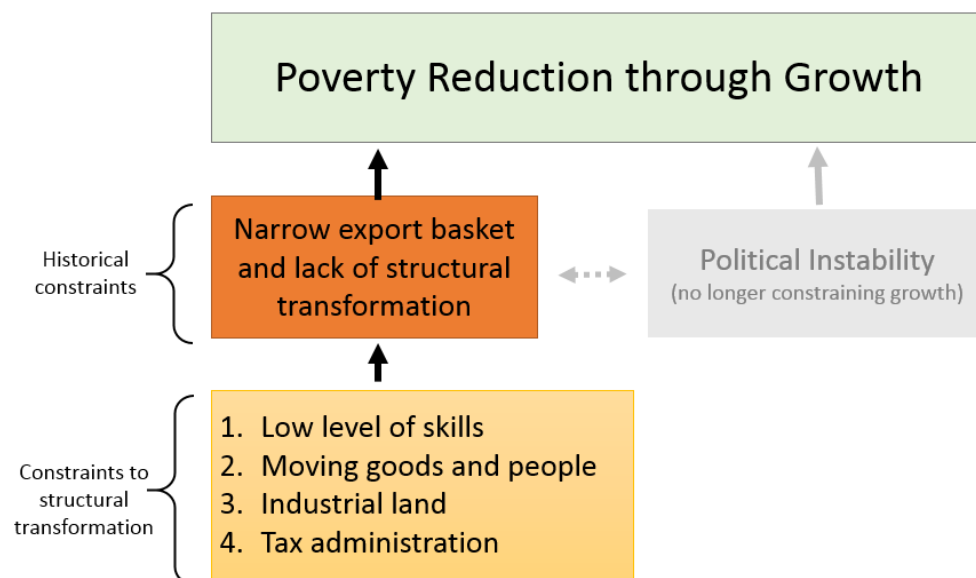 Poverty Reduction through Growth
Historical
constraints
Narrow export basket
and lack of structural
transformation
Political Instability
(no longer constraining growth)
Constraints to
structural
transformation
1. Low level of skills
2. Moving goods and people
3. Industrial land
4. Tax administration